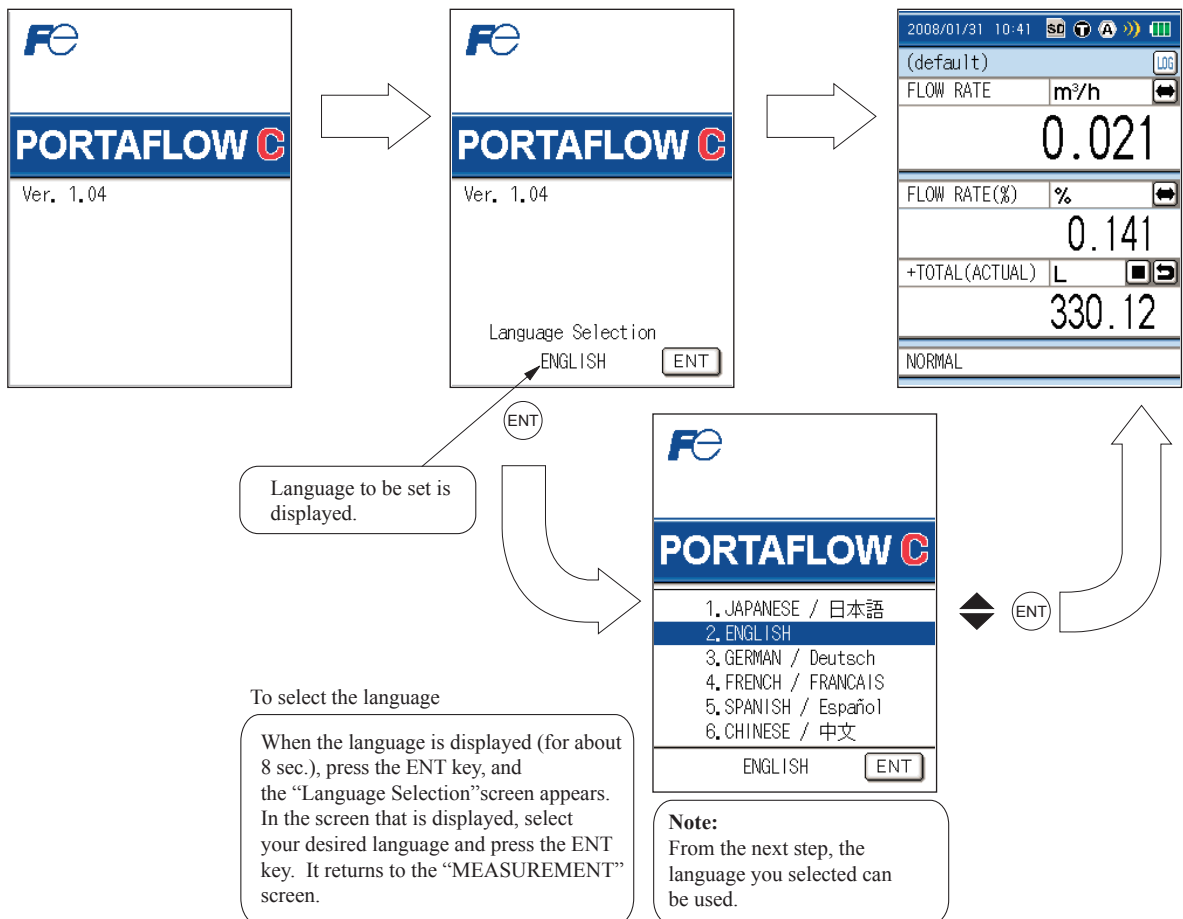 Fe
PORTAFLOW C
Ver. 1.04
Fe
PORTAFLOW C
Ver. 1.04
Language Selection
ENGLISH ENT
2008/01/31 10:41 SD T A
(default) LOG
FLOW RATE m³/h
0.021
FLOW RATE(%) %
0.141
+TOTAL(ACTUAL) L
330.12
NORMAL
ENT
Language to be set is
displayed.
Fe
PORTAFLOW C
1.JAPANESE / 日本語
2.ENGLISH
3.GERMAN / Deutsch
4.FRENCH / FRANCAIS
5.SPANISH / Español
6.CHINESE / 中文
ENGLISH ENT
ENT
To select the language
When the language is displayed (for about
8 sec.), press the ENT key, and
the “Language Selection”screen appears.
In the screen that is displayed, select
your desired language and press the ENT
key. It returns to the “MEASUREMENT”
screen.
Note:
From the next step, the
language you selected can
be used.